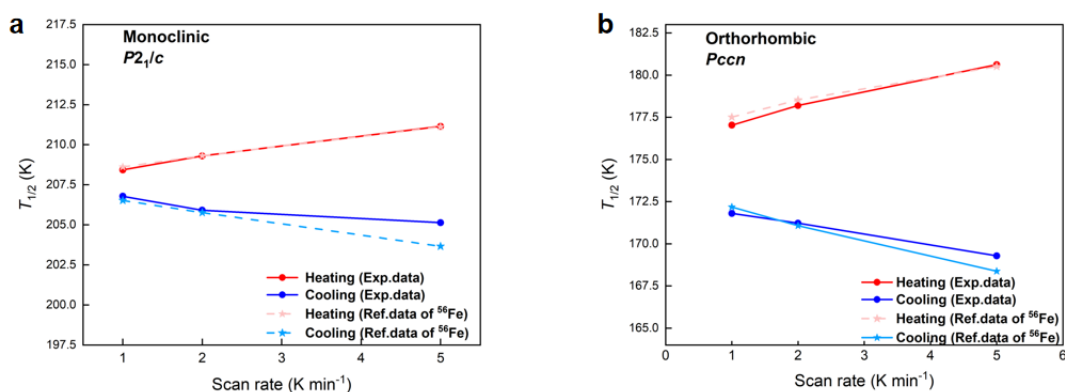 a
Monoclinic
P2₁/c
217.5
215.0
212.5
210.0
207.5
205.0
202.5
200.0
197.5
T₁/₂ (K)
Heating (Exp.data)
Cooling (Exp.data)
Heating (Ref.data of ⁵⁶Fe)
Cooling (Ref.data of ⁵⁶Fe)
1 2 3 4 5
Scan rate (K min⁻¹)
b
Orthorhombic
Pccn
180.0
177.5
175.0
172.5
170.0
167.5
165.0
T₁/₂ (K)
Heating (Exp.data)
Cooling (Exp.data)
Heating (Ref.data of ⁵⁶Fe)
Cooling (Ref.data of ⁵⁶Fe)
0 1 2 3 4 5 6
Scan rate (K min⁻¹)